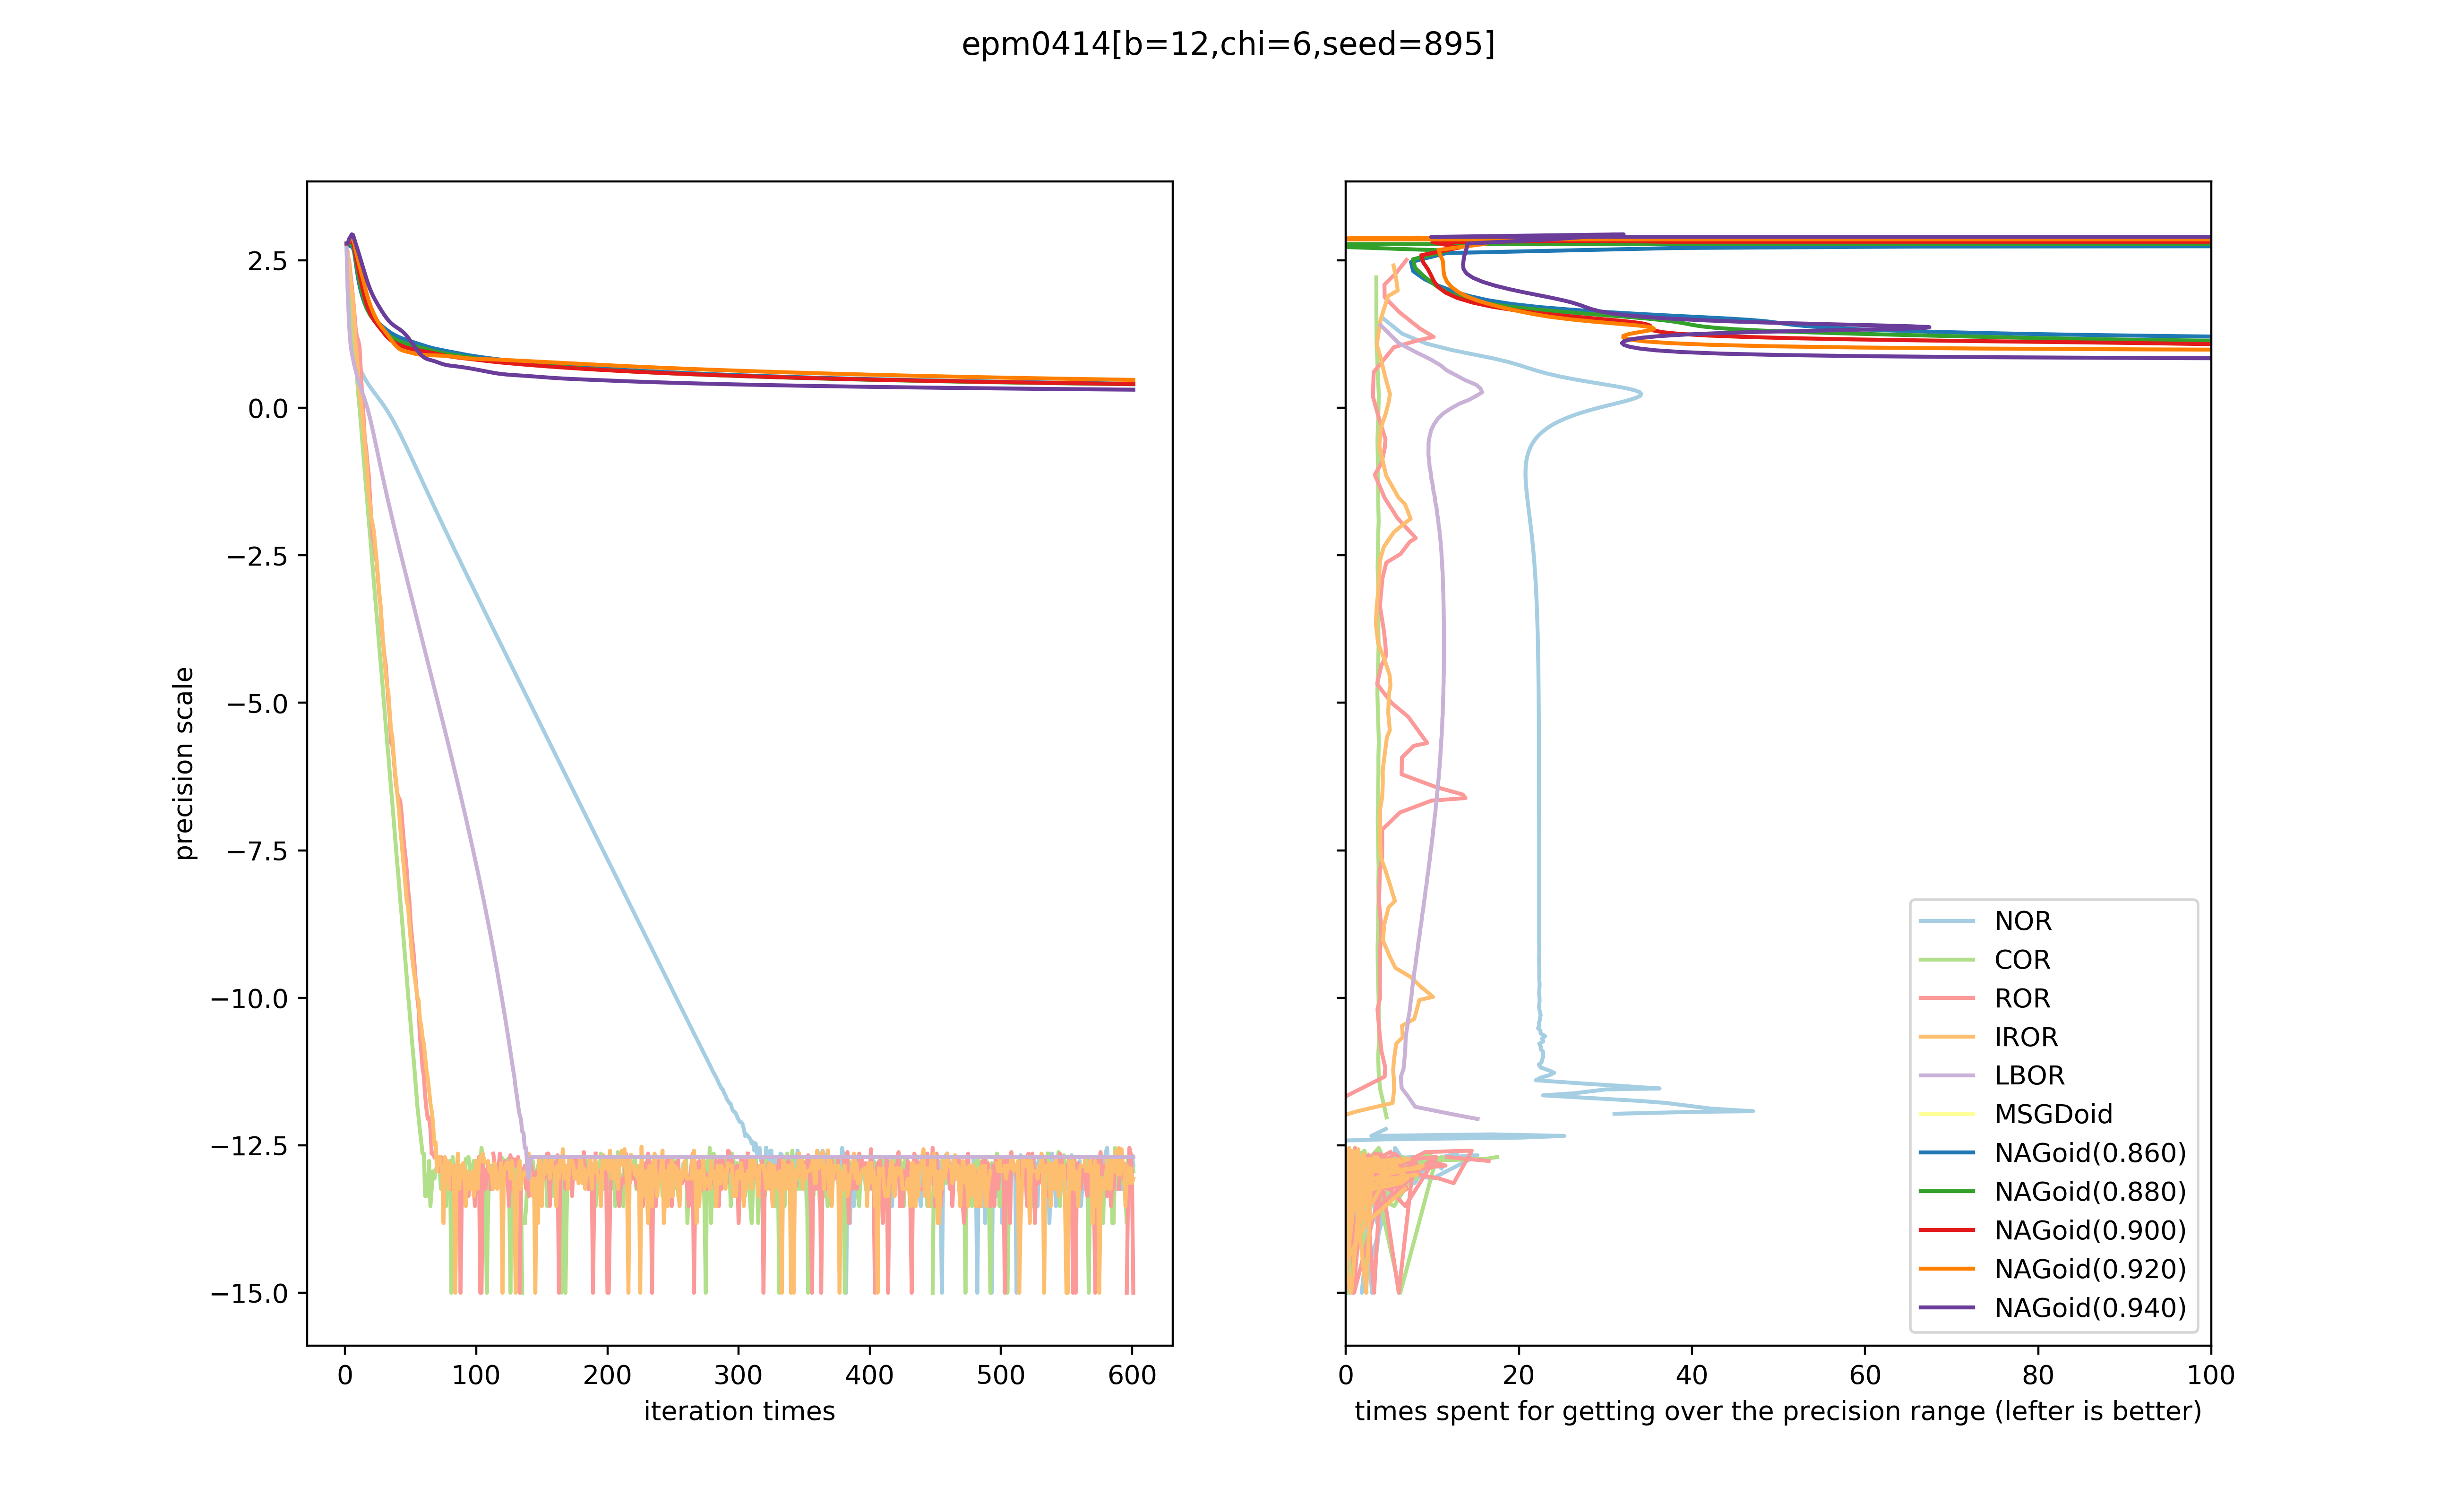 epm0414[b=12,chi=6,seed=895]
precision scale
2.5
0.0
−2.5
−5.0
−7.5
−10.0
−12.5
−15.0
0 100 200 300 400 500 600
iteration times
0 20 40 60 80 100
times spent for getting over the precision range (lefter is better)
NOR
COR
ROR
IROR
LBOR
MSGDoid
NAGoid(0.860)
NAGoid(0.880)
NAGoid(0.900)
NAGoid(0.920)
NAGoid(0.940)